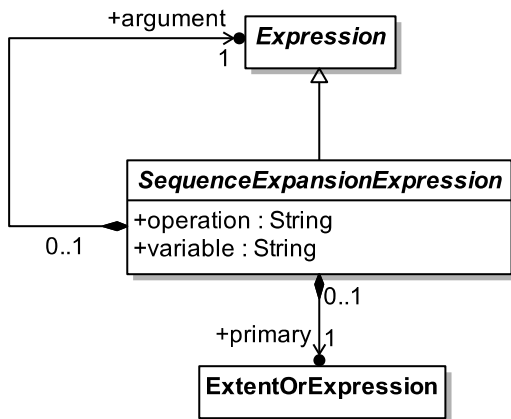 +argument
Expression
1
SequenceExpansionExpression
+operation : String
+variable : String
0..1
0..1
+primary
1
ExtentOrExpression